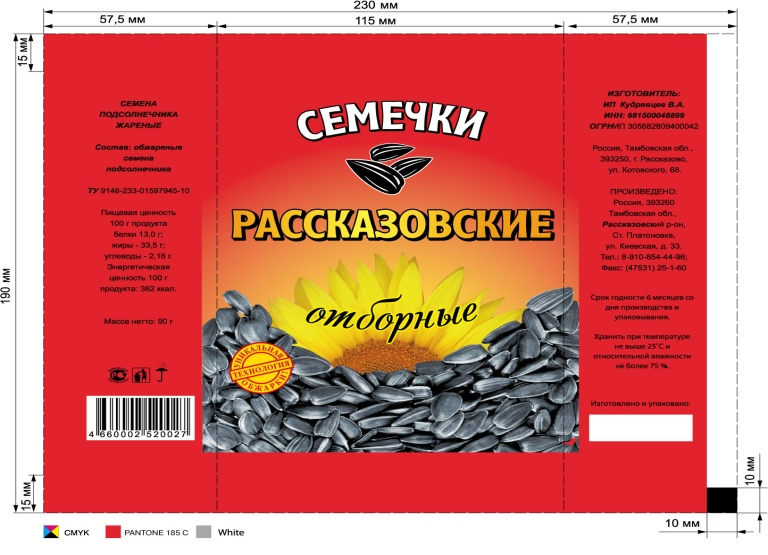 230 мм
57,5 мм
115 мм
57,5 мм
15 мм
190 мм
15 мм
СЕМЕНА
ПОДСОЛНЕЧНИКА
ЖАРЕНЫЕ
Состав: обжареные
семена
подсолнечника
ТУ 9146-233-01597945-10
Пищевая ценность
100 г продукта
белки 13,0 г;
жиры - 33,5 г;
углеводы - 2,16 г.
Энергетическая
ценность 100 г
продукта: 362 ккал.
Масса нетто: 90 г
4 660002 520027
СЕМЕЧКИ
РАССКАЗОВСКИЕ
отборные
УНИКАЛЬНАЯ
ТЕХНОЛОГИЯ
ОБЖАРКИ
ИЗГОТОВИТЕЛЬ:
ИП Кудрявцев В.А.
ИНН: 681500048899
ОГРНИП 305682809400042
Россия, Тамбовская обл.,
393250, г. Рассказово,
ул. Котовского, 68.
ПРОИЗВЕДЕНО:
Россия, 393260
Тамбовская обл.,
Рассказовский р-он,
Ст. Платоновка,
ул. Киевская, д. 33.
Тел.: 8-910-854-44-96;
Факс: (47531) 25-1-60
Срок годности 6 месяцев со
дня производства и
упаковывания.
Хранить при температуре
не выше 25°С и
относительной влажности
не более 75 %.
Изготовлено и упаковано:
10 мм
10 мм
CMYK
PANTONE 185 C
White